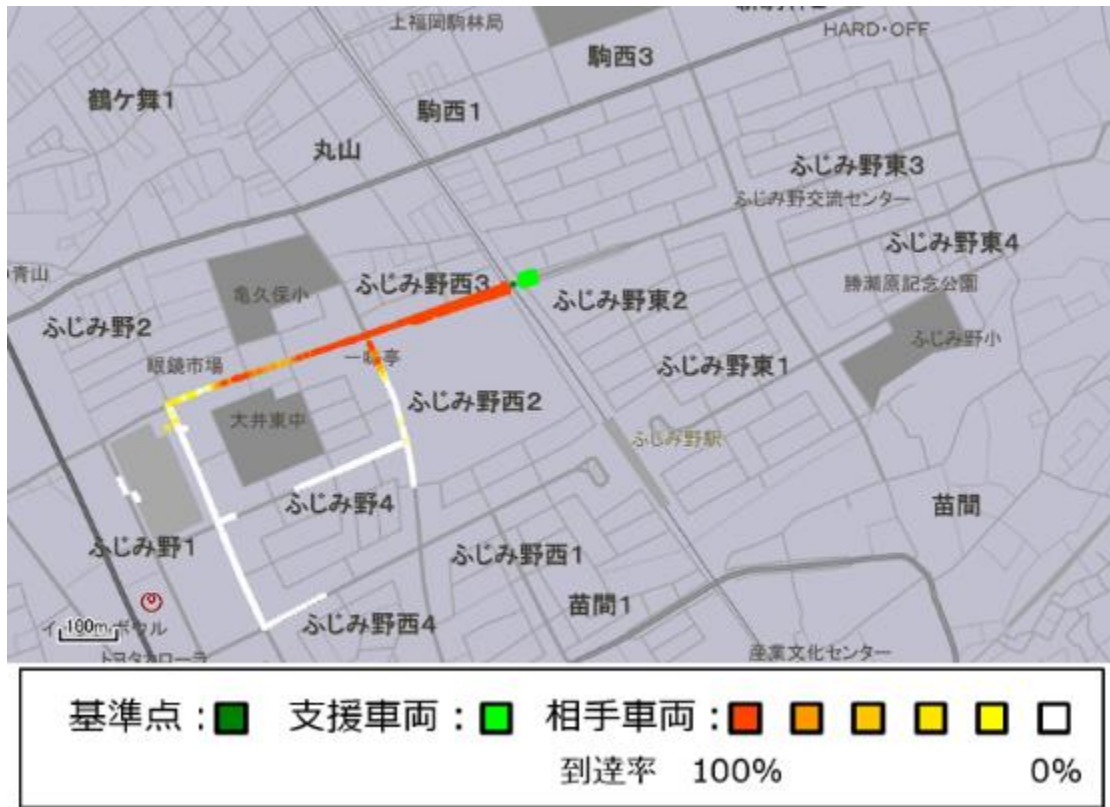 上福岡駒林局
HARD・OFF
駒西3
鶴ケ舞1
駒西1
丸山
ふじみ野東3
ふじみ野交流センター
ふじみ野東4
青山
ふじみ野西3
亀久保小
ふじみ野東2
勝瀬原記念公園
ふじみ野2
ふじみ野小
眼鏡市場
ふじみ野東1
ふじみ野西2
大井東中
ふじみ野駅
ふじみ野4
苗間
ふじみ野1
ふじみ野西1
苗間1
100m
ふじみ野西4
産業文化センター
トヨタカローラ
基準点: 支援車両: 相手車両:
到達率 100% 0%